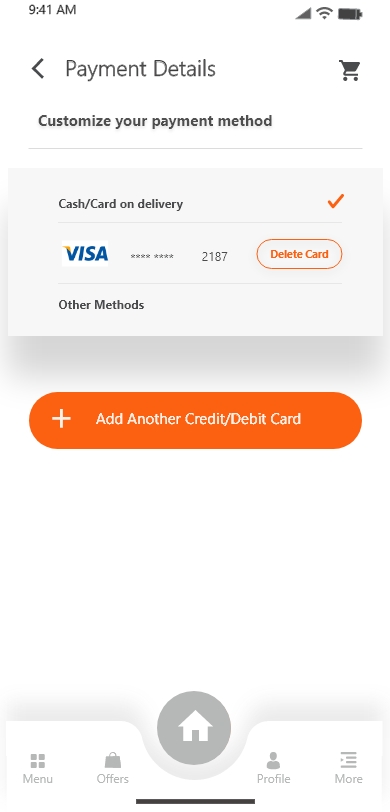 9:41 AM
Payment Details
Customize your payment method
Cash/Card on delivery
VISA **** **** 2187 Delete Card
Other Methods
Add Another Credit/Debit Card
Menu Offers Profile More